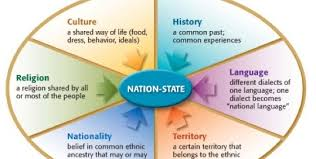 Culture
a shared way of life (food,
dress, behavior, ideals)
History
a common past;
common experiences
Religion
a religion shared by all
or most of the people
NATION-STATE
Language
different dialects of
one language; one
dialect becomes
"national language"
Nationality
belief in common ethnic
ancestry that may or may
Territory
a certain territory that
belongs to the ethnic